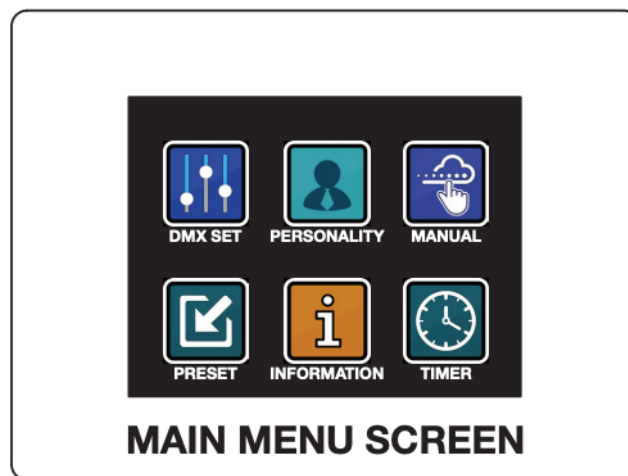 DMX SET PERSONALITY MANUAL
PRESET INFORMATION TIMER
MAIN MENU SCREEN